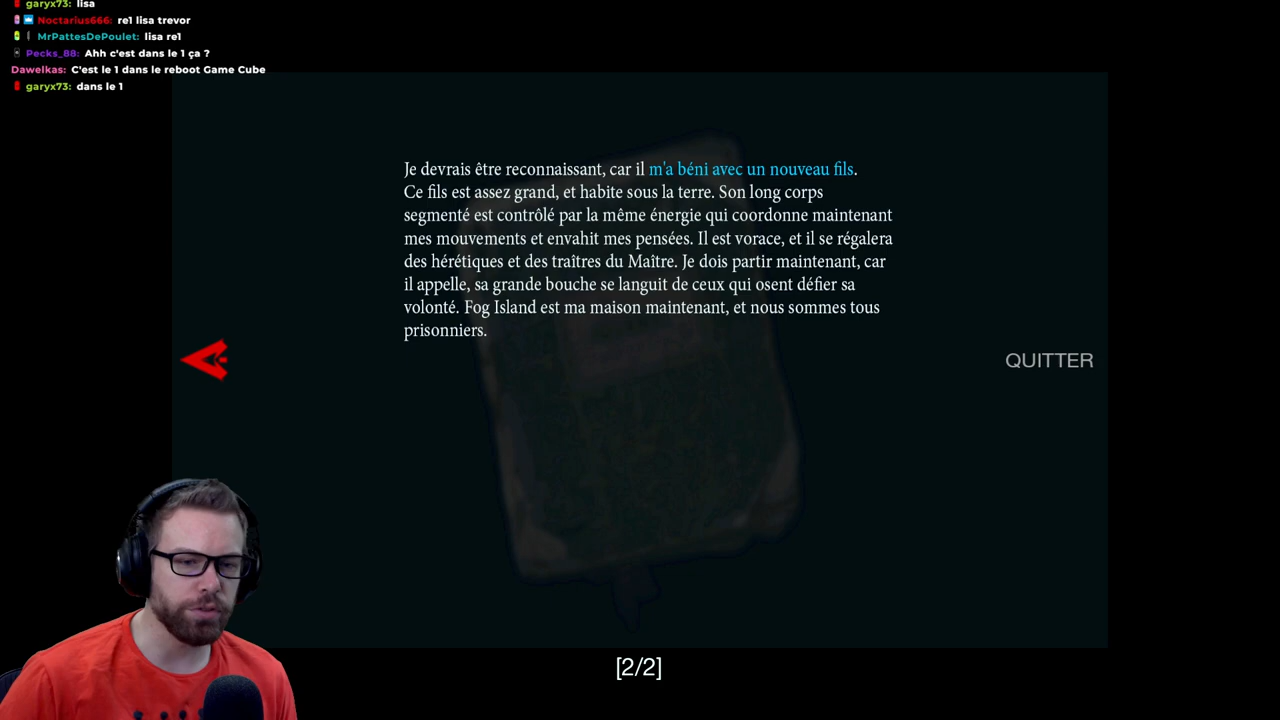 garyx73: lisa
Noctarius666: re1 lisa trevor
MrPattesDePoulet: lisa re1
Pecks_88: Ahh c'est dans le 1 ça ?
Dawelkas: C'est le 1 dans le reboot Game Cube
garyx73: dans le 1
Je devrais être reconnaissant, car il m'a béni avec un nouveau fils.
Ce fils est assez grand, et habite sous la terre. Son long corps
segmenté est contrôlé par la même énergie qui coordonne maintenant
mes mouvements et envahit mes pensées. Il est vorace, et il se régalera
des hérétiques et des traîtres du Maître. Je dois partir maintenant, car
il appelle, sa grande bouche se languit de ceux qui osent défier sa
volonté. Fog Island est ma maison maintenant, et nous sommes tous
prisonniers.
QUITTER
[2/2]